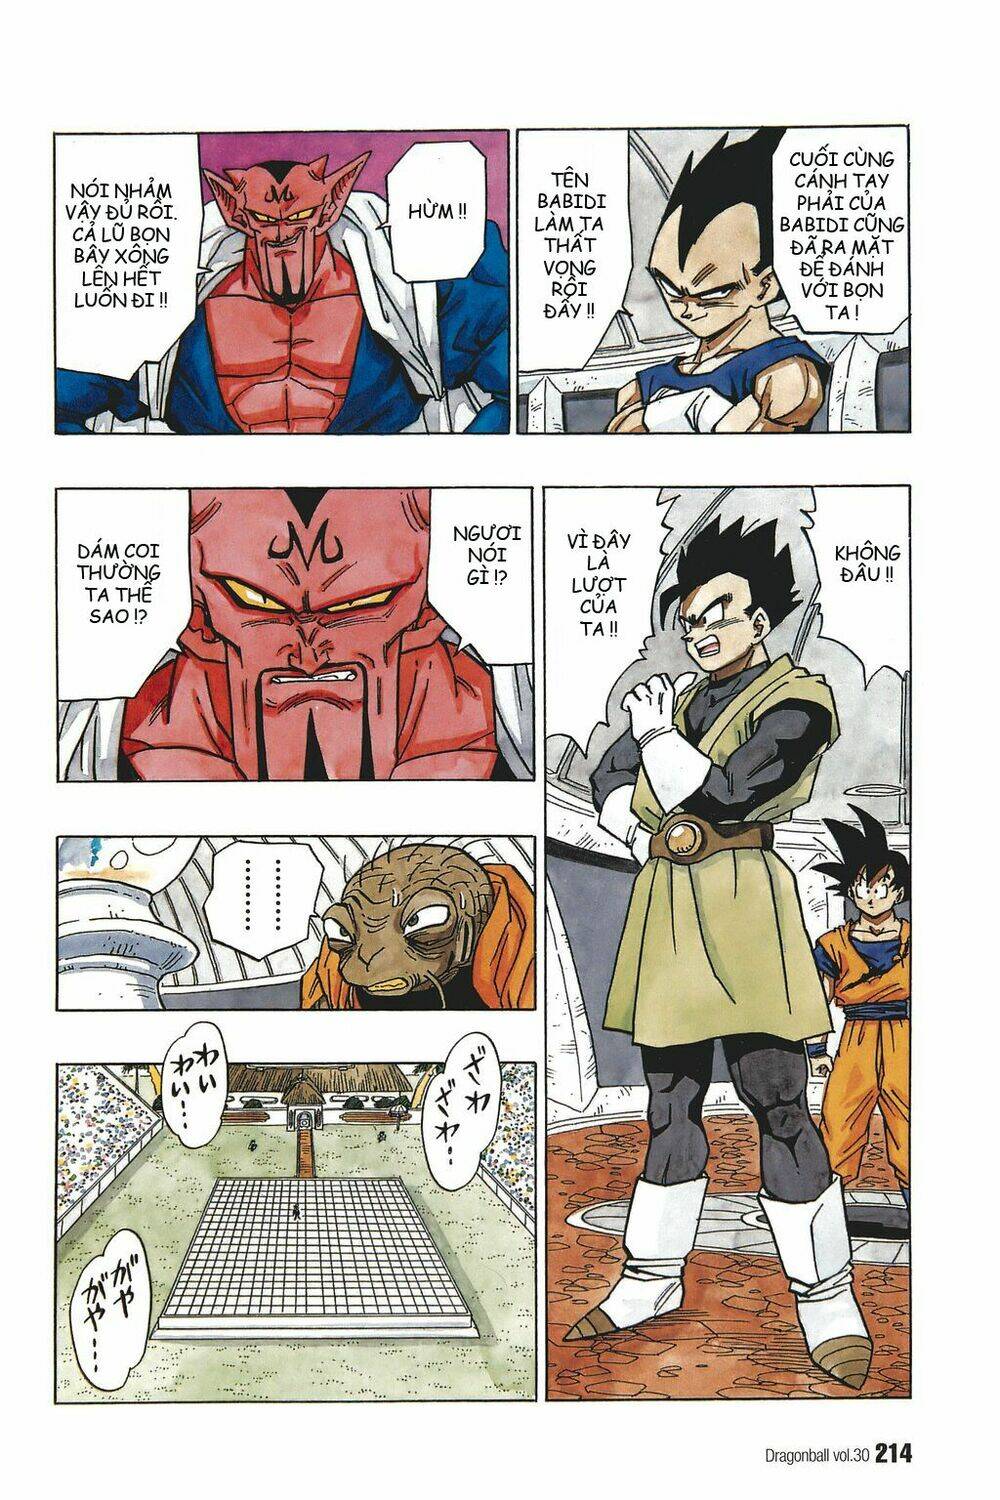 CUỐI CÙNG
CÁNH TAY
PHẢI CỦA
BABIDI CŨNG
ĐÃ RA MẶT
ĐỂ ĐÁNH
VỚI BỌN
TA !
TÊN
BABIDI
LÀM TA
THẤT
VỌNG
RỒI
ĐẤY !!
HỪM !!
NÓI NHẢM
VẬY ĐỦ RỒI.
CẢ LŨ BỌN
BÂY XÔNG
LÊN HẾT
LUÔN ĐI !!
KHÔNG
ĐÂU !!
VÌ ĐÂY
LÀ
LƯỢT
CỦA
TA !!
NGƯƠI
NÓI
GÌ !?
DÁM COI
THƯỜNG
TA THẾ
SAO !?
........
........
ざわ
ざわ…
わい
わい…
がや
がや…
Dragonball vol.30 214